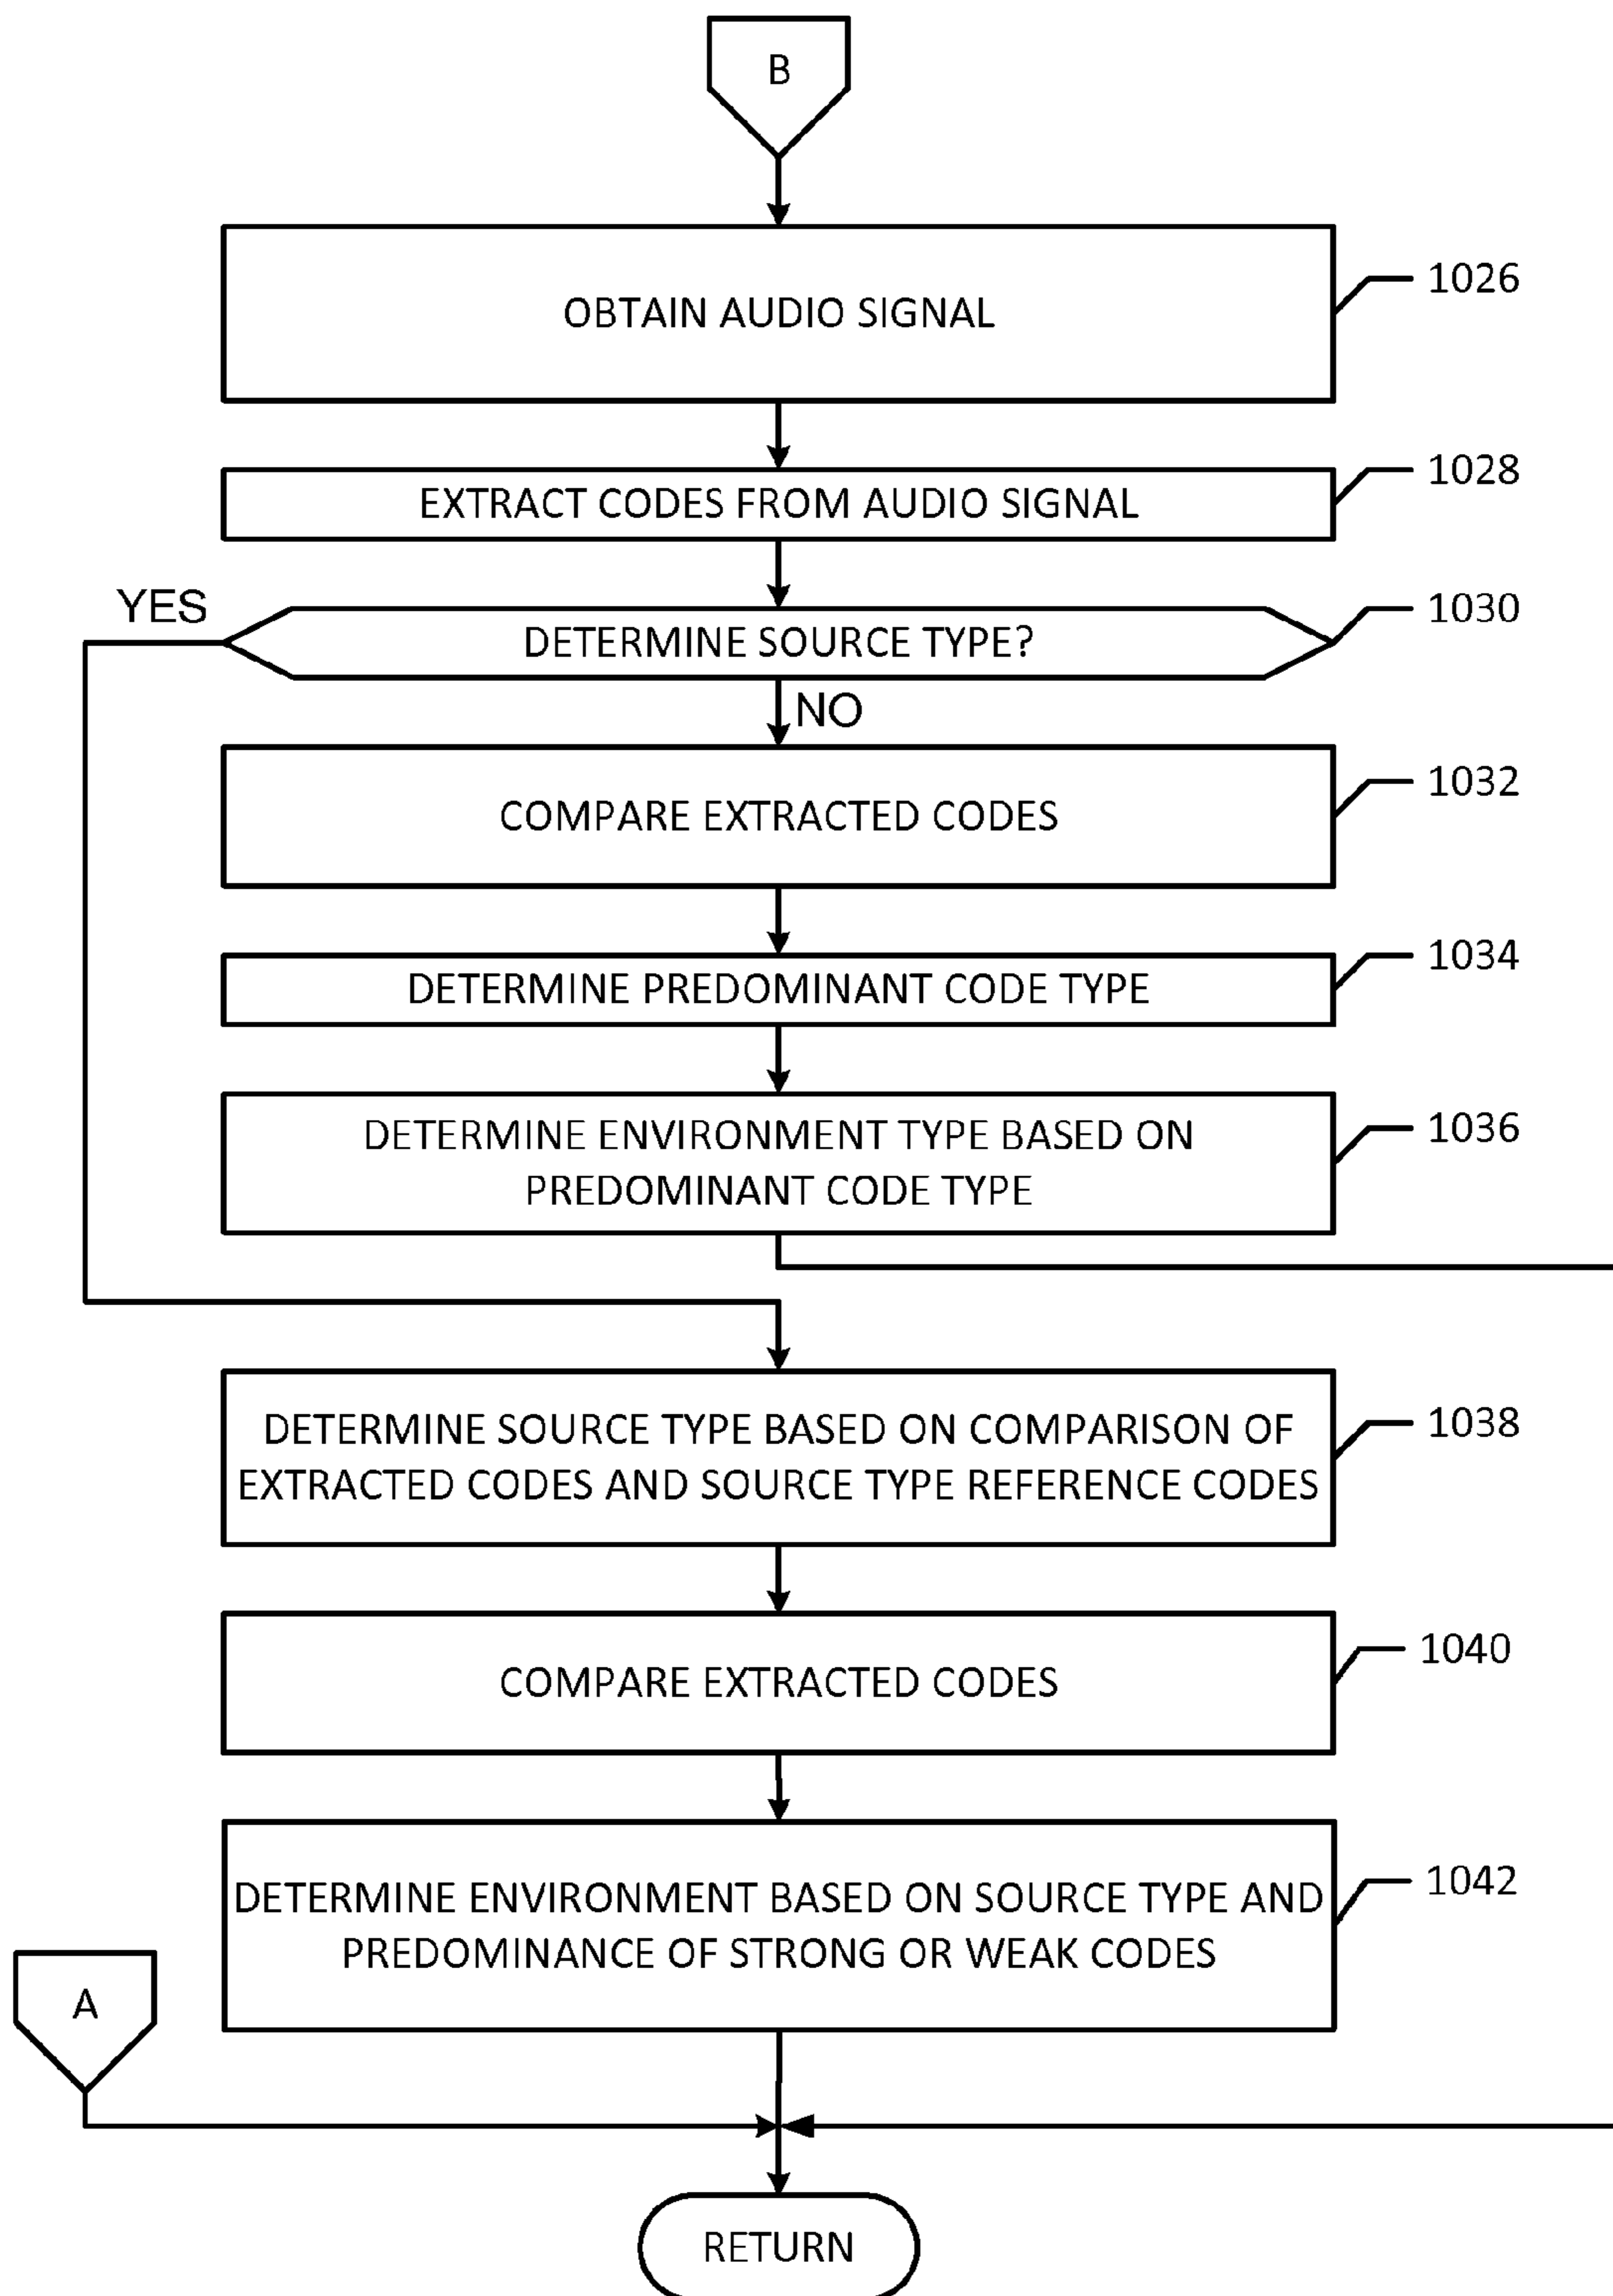 B
OBTAIN AUDIO SIGNAL
1026
EXTRACT CODES FROM AUDIO SIGNAL
1028
YES
DETERMINE SOURCE TYPE?
1030
NO
COMPARE EXTRACTED CODES
1032
DETERMINE PREDOMINANT CODE TYPE
1034
DETERMINE ENVIRONMENT TYPE BASED ON
PREDOMINANT CODE TYPE
1036
DETERMINE SOURCE TYPE BASED ON COMPARISON OF
EXTRACTED CODES AND SOURCE TYPE REFERENCE CODES
1038
COMPARE EXTRACTED CODES
1040
DETERMINE ENVIRONMENT BASED ON SOURCE TYPE AND
PREDOMINANCE OF STRONG OR WEAK CODES
1042
A
RETURN